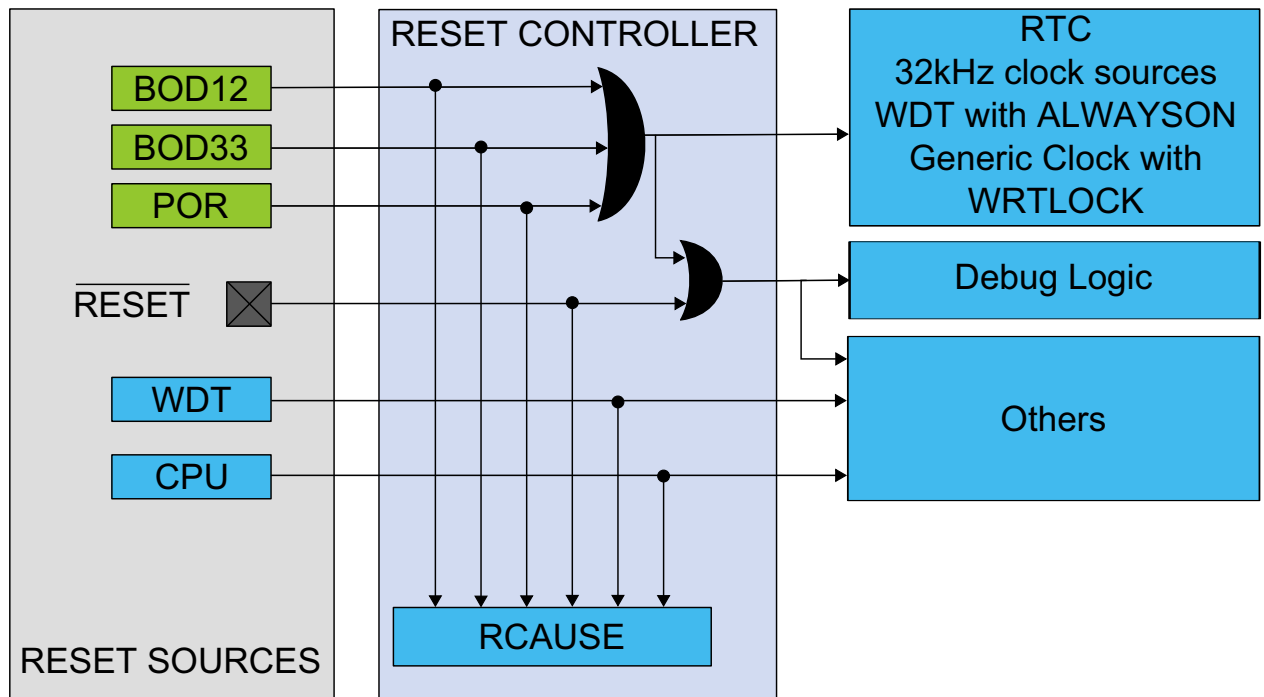 RESET SOURCES
BOD12
BOD33
POR
RESET
WDT
CPU
RESET CONTROLLER
RCAUSE
RTC
32kHz clock sources
WDT with ALWAYSON
Generic Clock with
WRTLOCK
Debug Logic
Others